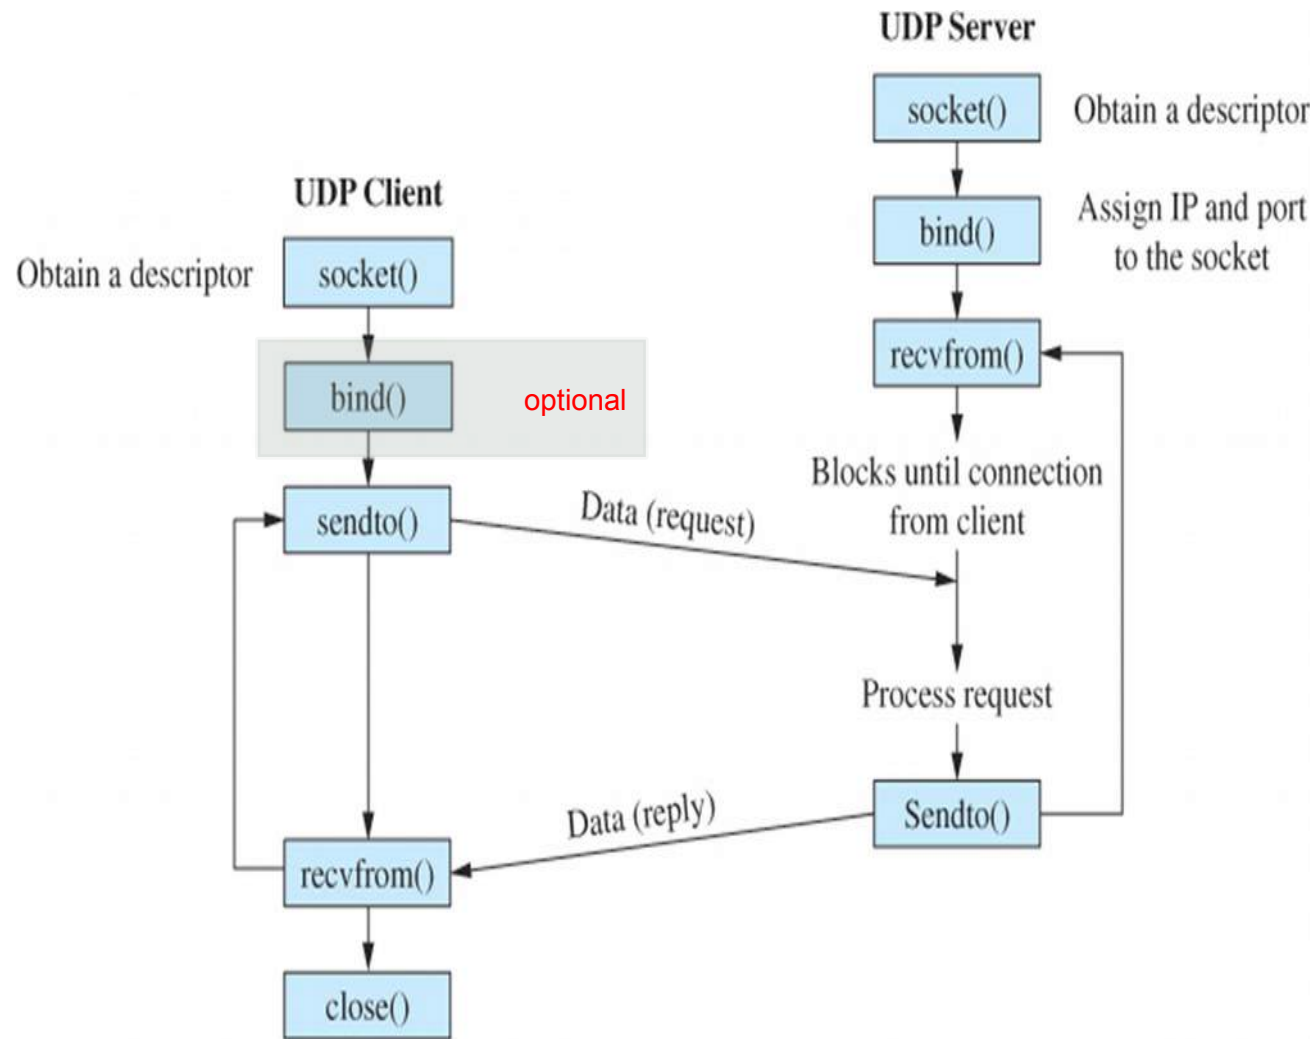 UDP Server
socket()
Obtain a descriptor
bind()
Assign IP and port
to the socket
recvfrom()
Blocks until connection
from client
Process request
Sendto()
UDP Client
Obtain a descriptor
socket()
bind()
optional
sendto()
Data (request)
Data (reply)
recvfrom()
close()